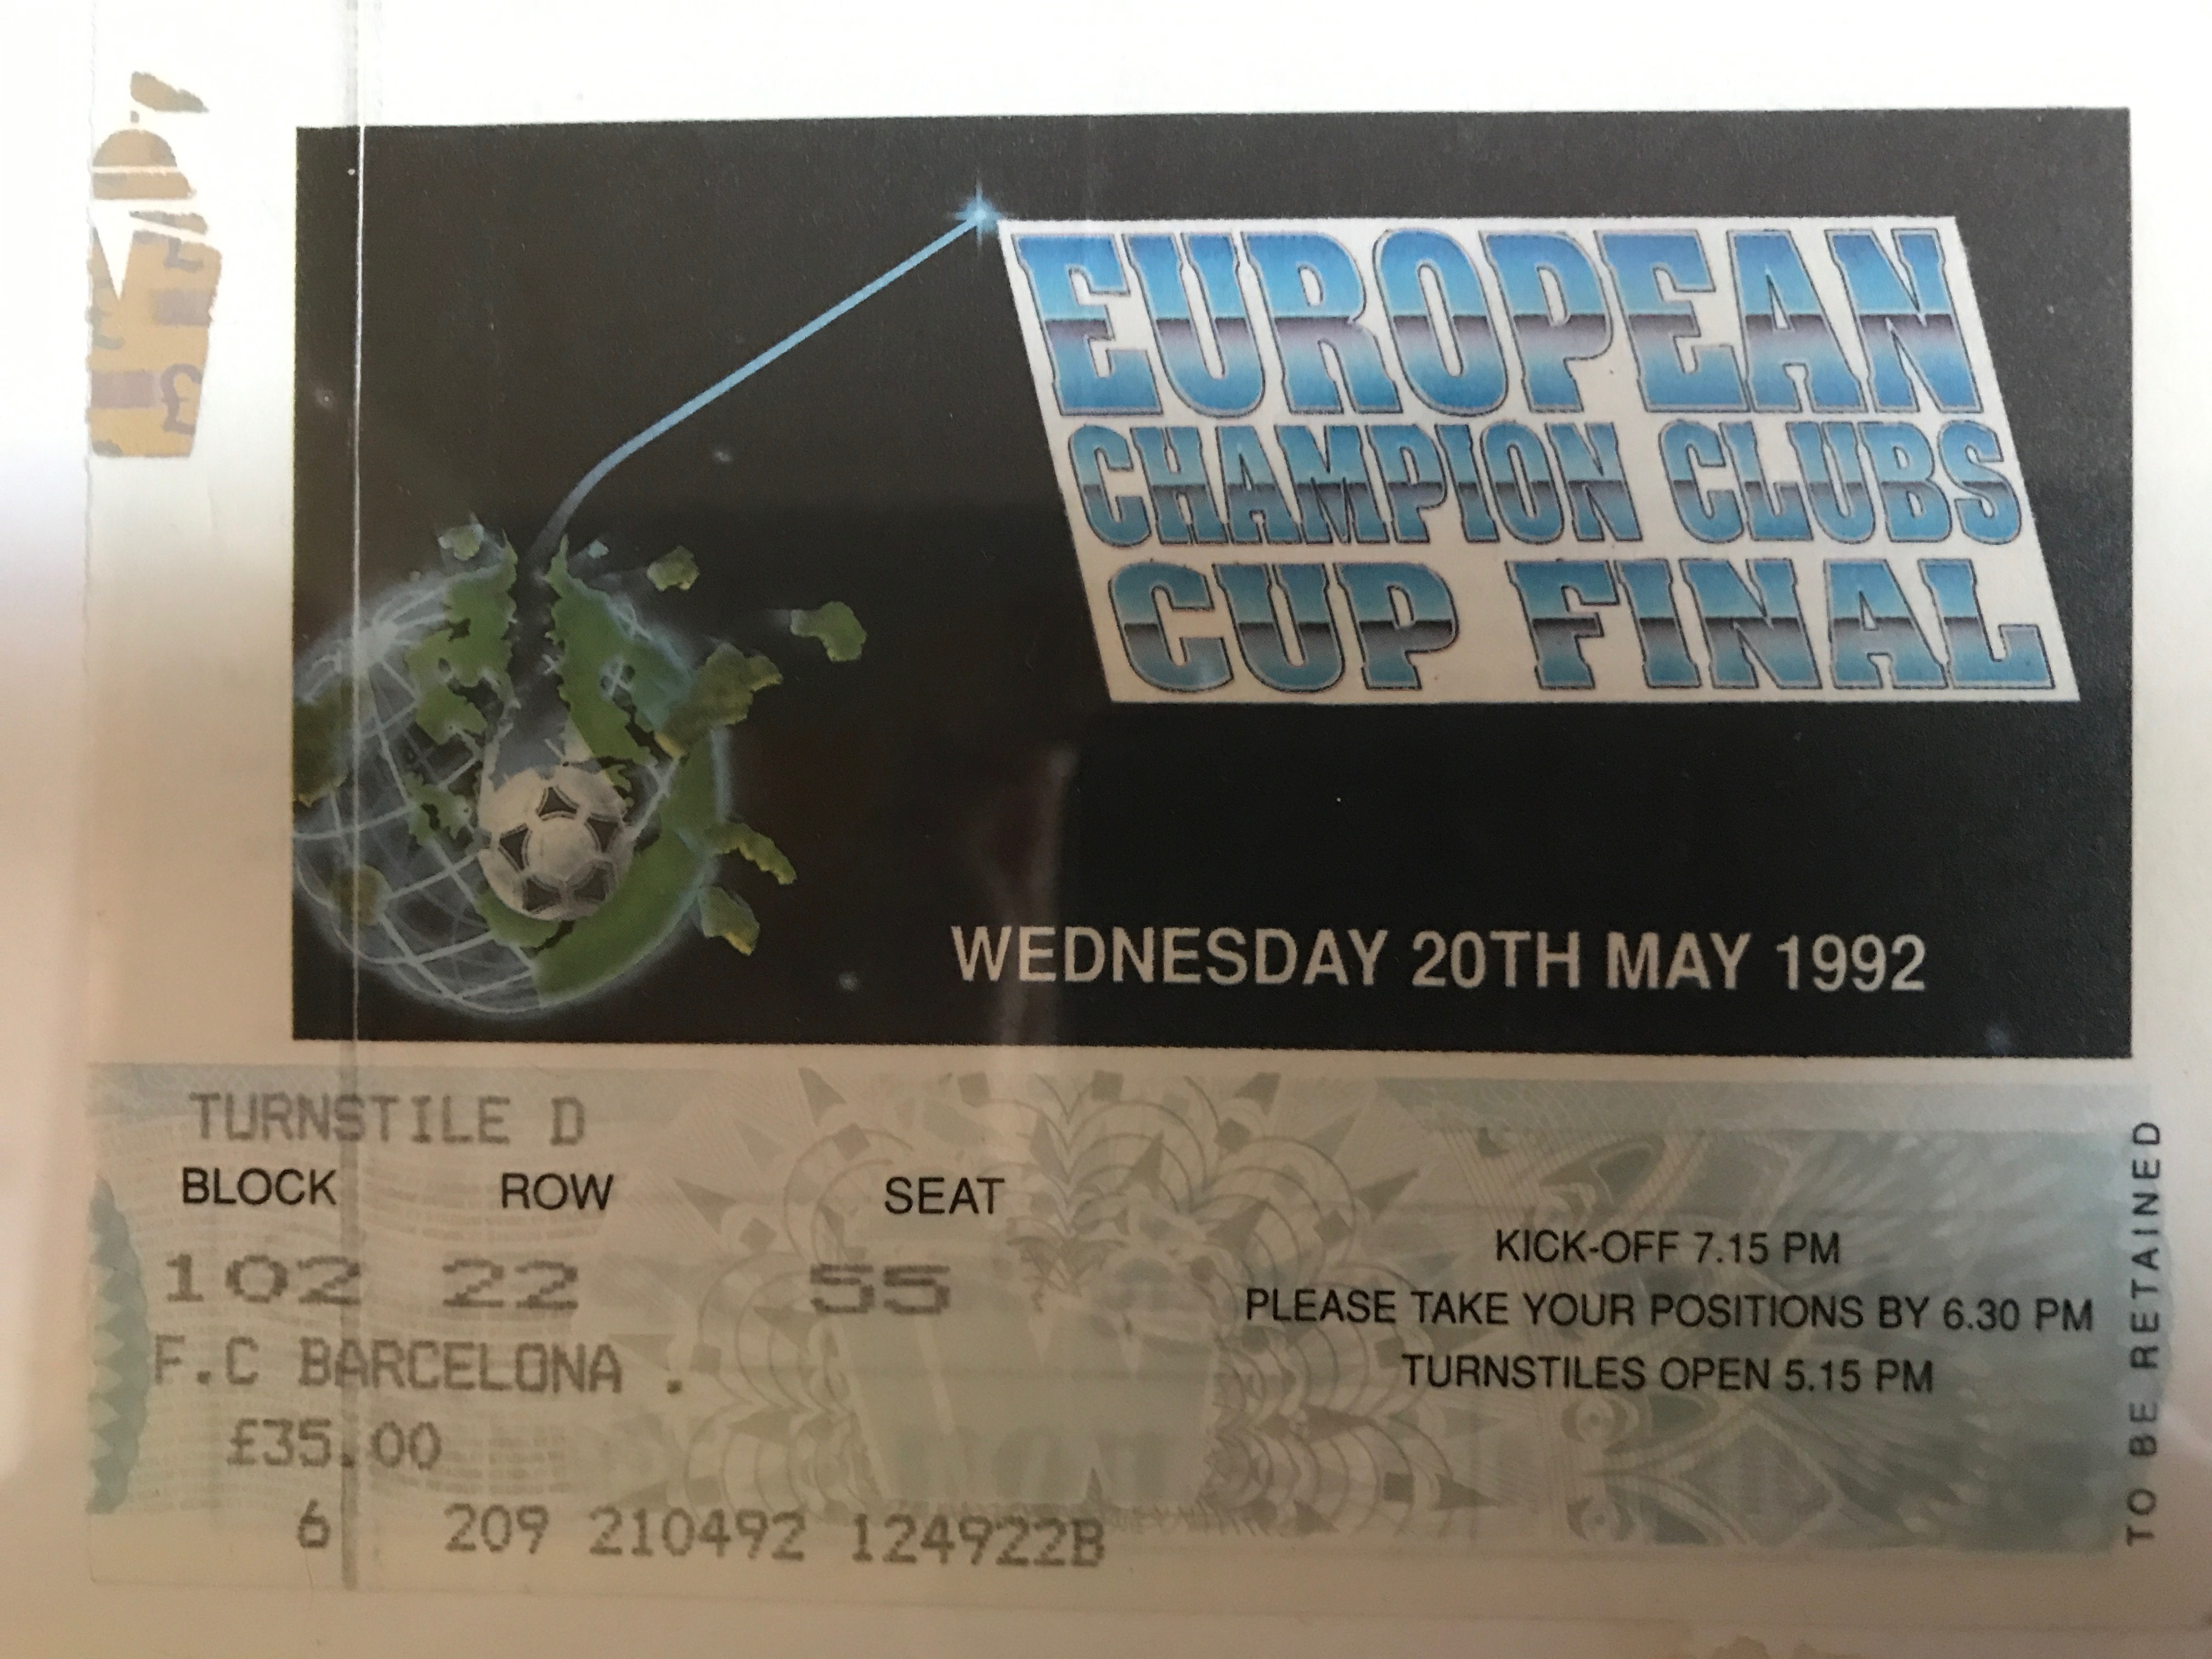 EUROPEAN
CHAMPION CLUBS
CUP FINAL
WEDNESDAY 20TH MAY 1992
TURNSTILE D
BLOCK ROW SEAT
102 22 55
F.C BARCELONA .
£35.00
6 209 210492 124922B
KICK-OFF 7.15 PM
PLEASE TAKE YOUR POSITIONS BY 6.30 PM
TURNSTILES OPEN 5.15 PM
TO BE RETAINED